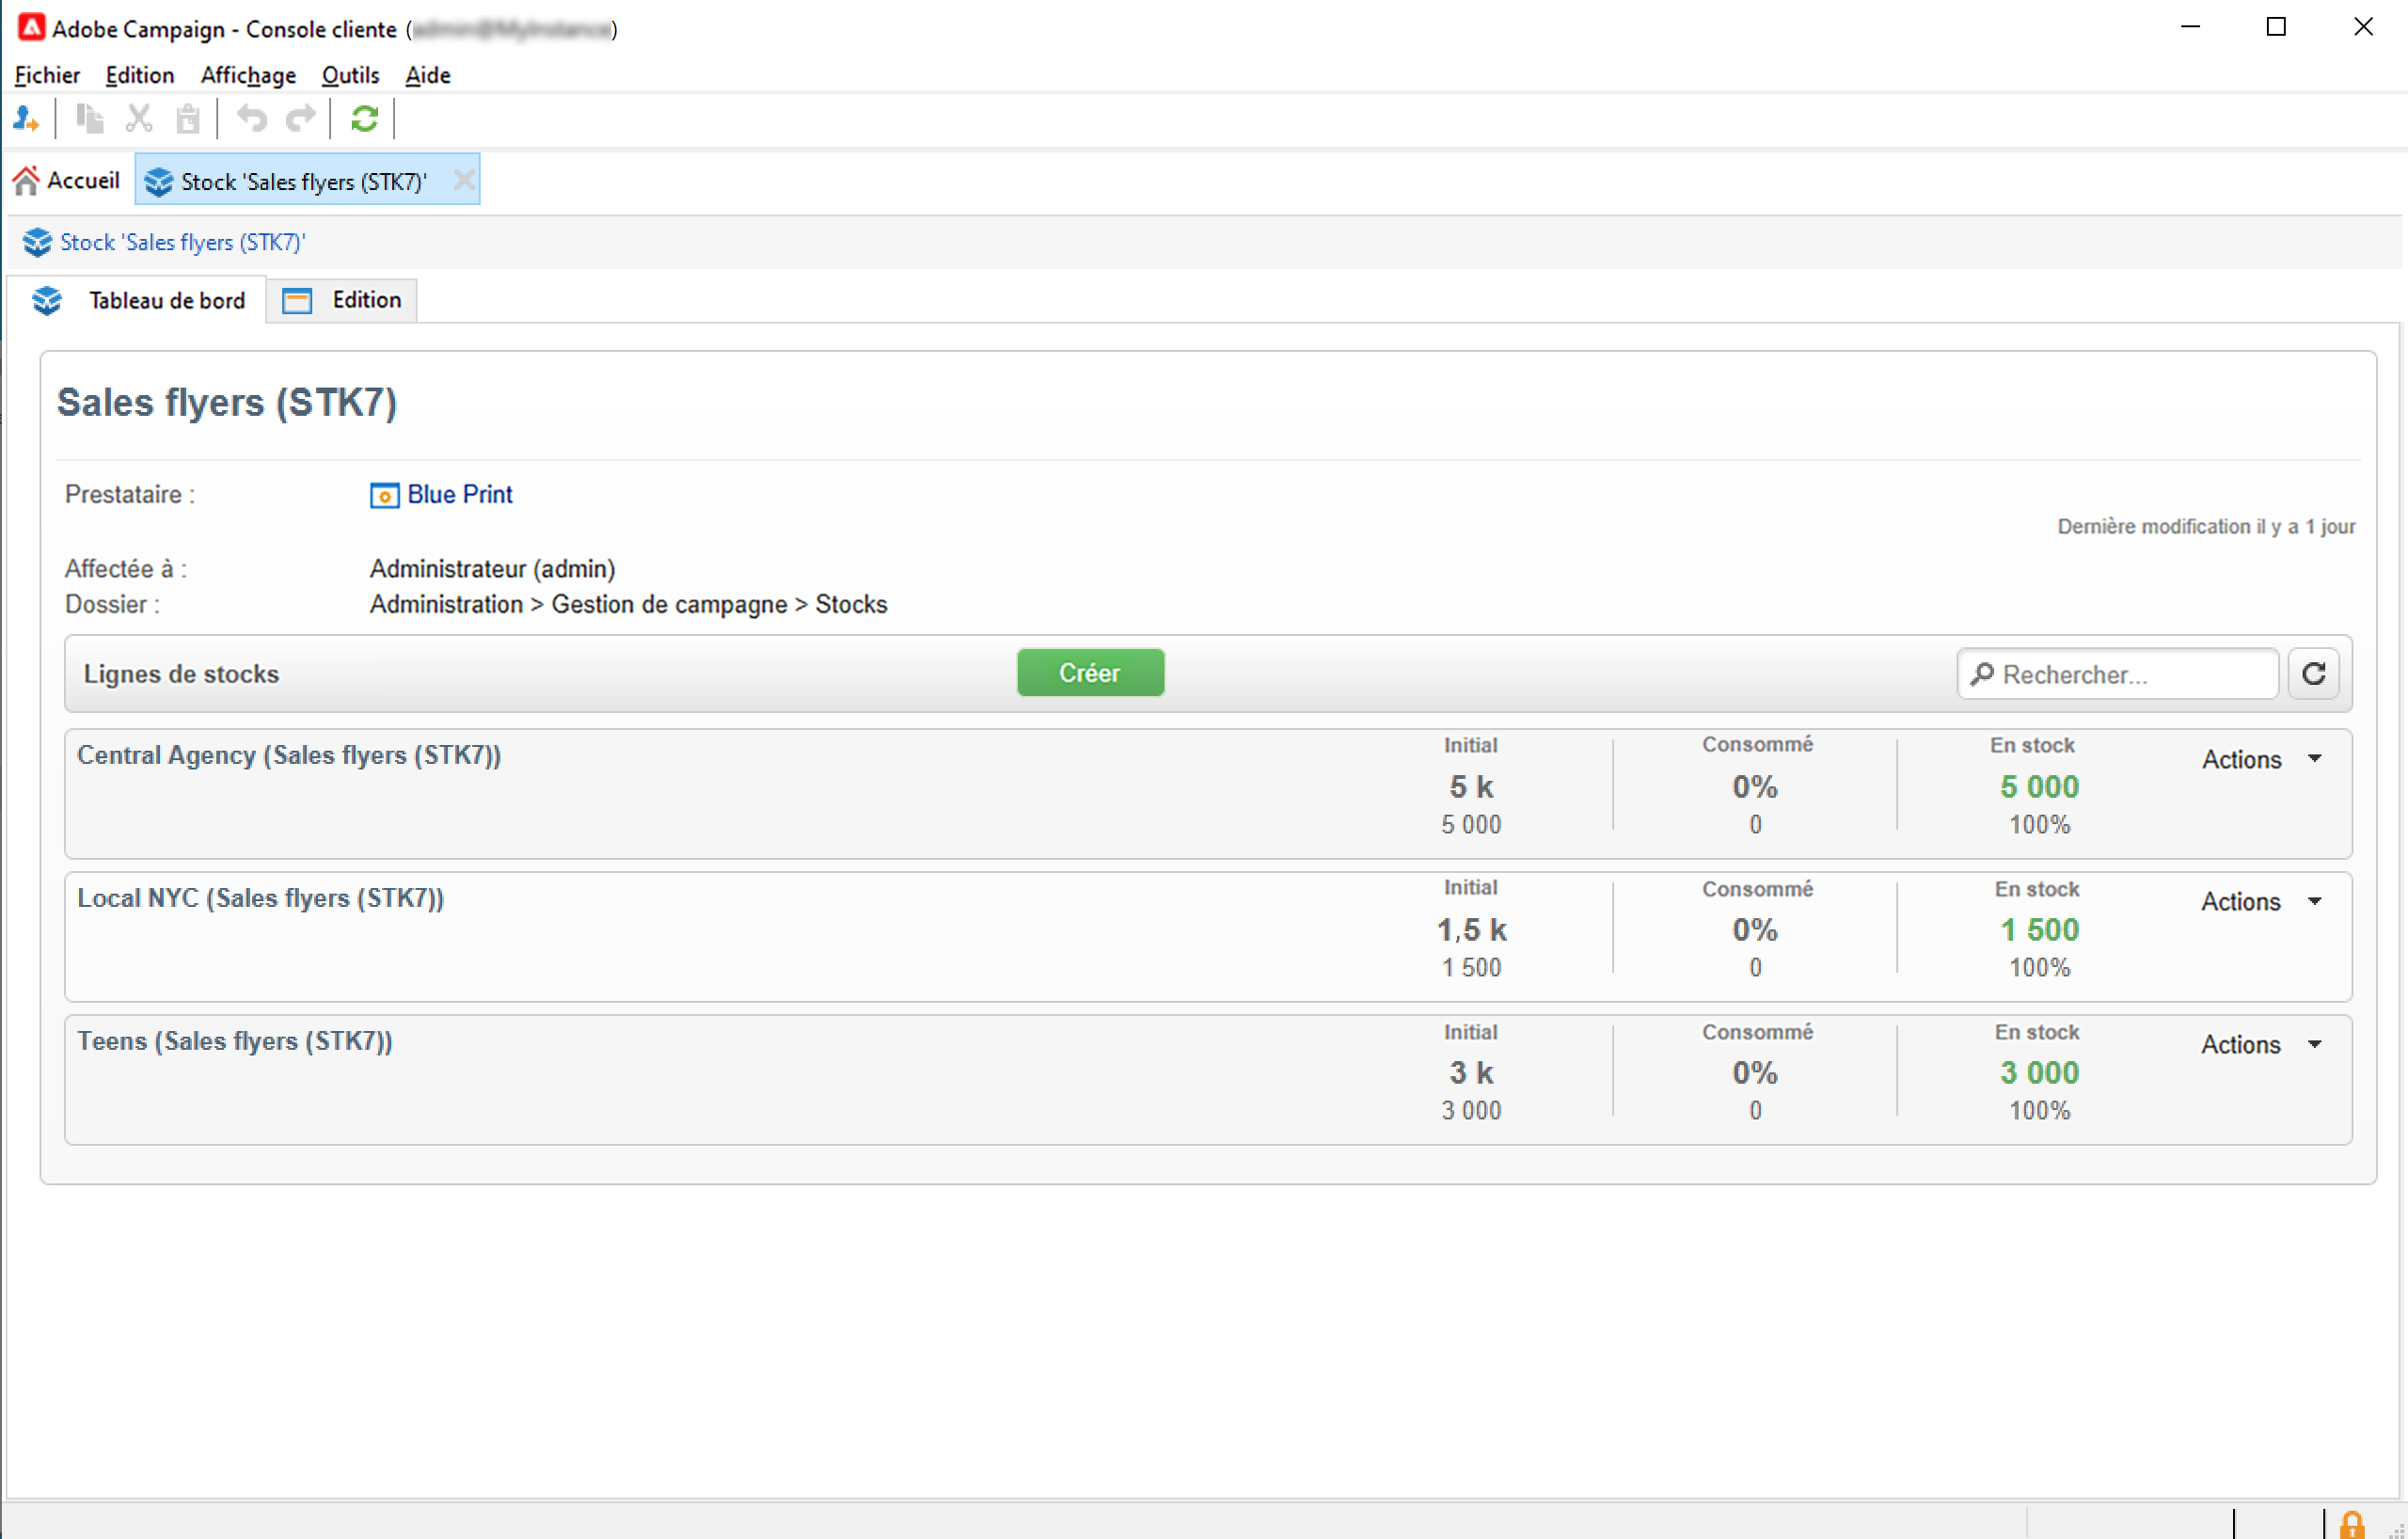 Adobe Campaign - Console cliente ( )
Fichier Edition Affichage Outils Aide
Accueil Stock 'Sales flyers (STK7)'
Stock 'Sales flyers (STK7)'
Tableau de bord Edition
Sales flyers (STK7)
Prestataire : Blue Print
Dernière modification il y a 1 jour
Affectée à : Administrateur (admin)
Dossier : Administration > Gestion de campagne > Stocks
Lignes de stocks Créer Rechercher...
Central Agency (Sales flyers (STK7)) Initial Consommé En stock Actions
5 k 0% 5 000
5 000 0 100%
Local NYC (Sales flyers (STK7)) Initial Consommé En stock Actions
1,5 k 0% 1 500
1 500 0 100%
Teens (Sales flyers (STK7)) Initial Consommé En stock Actions
3 k 0% 3 000
3 000 0 100%